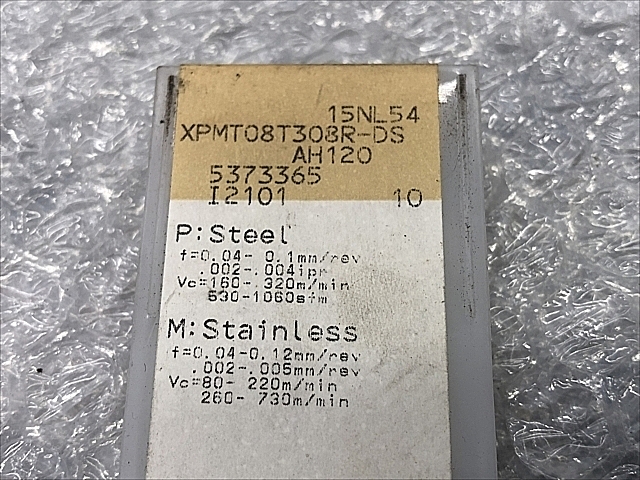 15NL54
XPMT08T308R-DS
AH120
5373365
I2101 10
P:Steel
f=0.04- 0.1mm/rev
.002-.004ipr
Vc=160- 320m/min
530-1060sfm
M:Stainless
f=0.04-0.12mm/rev
.002-.005mm/rev
Vc=80- 220m/min
260- 730m/min